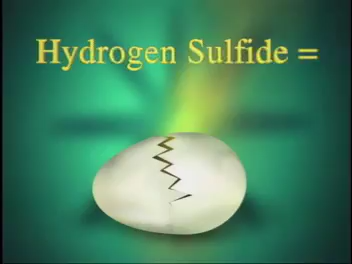 Hydrogen Sulfide =